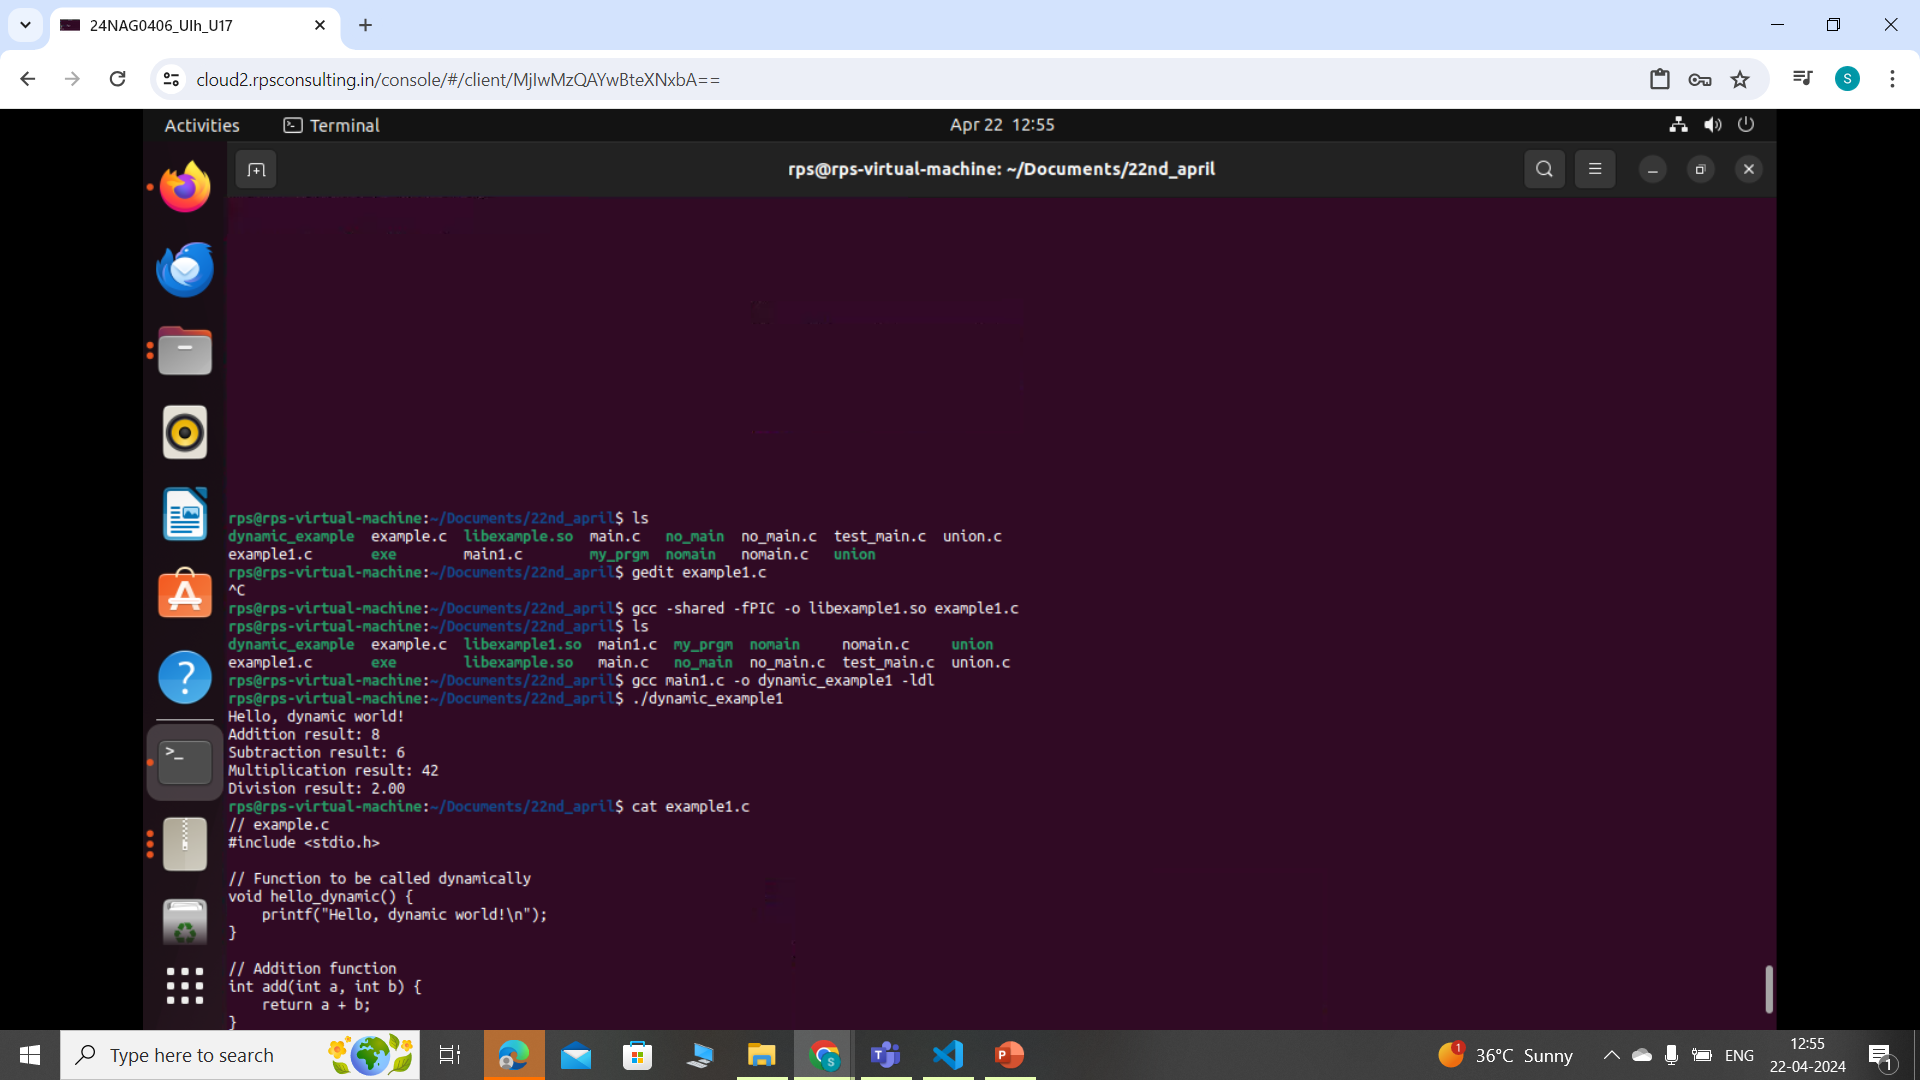 24NAG0406_Ulh_U17
cloud2.rpsconsulting.in/console/#/client/MjIwMzQAYwBteXNxbA==
S
Activities
Terminal
Apr 22 12:55
rps@rps-virtual-machine: ~/Documents/22nd_april
rps@rps-virtual-machine:~/Documents/22nd_april$ ls
dynamic_example example.c libexample.so main.c no_main no_main.c test_main.c union.c
example1.c exe main1.c my_prgm nomain nomain.c union
rps@rps-virtual-machine:~/Documents/22nd_april$ gedit example1.c
^C
rps@rps-virtual-machine:~/Documents/22nd_april$ gcc -shared -fPIC -o libexample1.so example1.c
rps@rps-virtual-machine:~/Documents/22nd_april$ ls
dynamic_example example.c libexample1.so main1.c my_prgm nomain nomain.c union
example1.c exe libexample.so main.c no_main no_main.c test_main.c union.c
rps@rps-virtual-machine:~/Documents/22nd_april$ gcc main1.c -o dynamic_example1 -ldl
rps@rps-virtual-machine:~/Documents/22nd_april$ ./dynamic_example1
Hello, dynamic world!
Addition result: 8
Subtraction result: 6
Multiplication result: 42
Division result: 2.00
rps@rps-virtual-machine:~/Documents/22nd_april$ cat example1.c
// example.c
#include <stdio.h>
// Function to be called dynamically
void hello_dynamic() {
    printf("Hello, dynamic world!\n");
}
// Addition function
int add(int a, int b) {
    return a + b;
}
Type here to search
36°C Sunny
ENG
12:55
22-04-2024
1